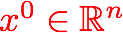 x⁰ ∈ ℝⁿ